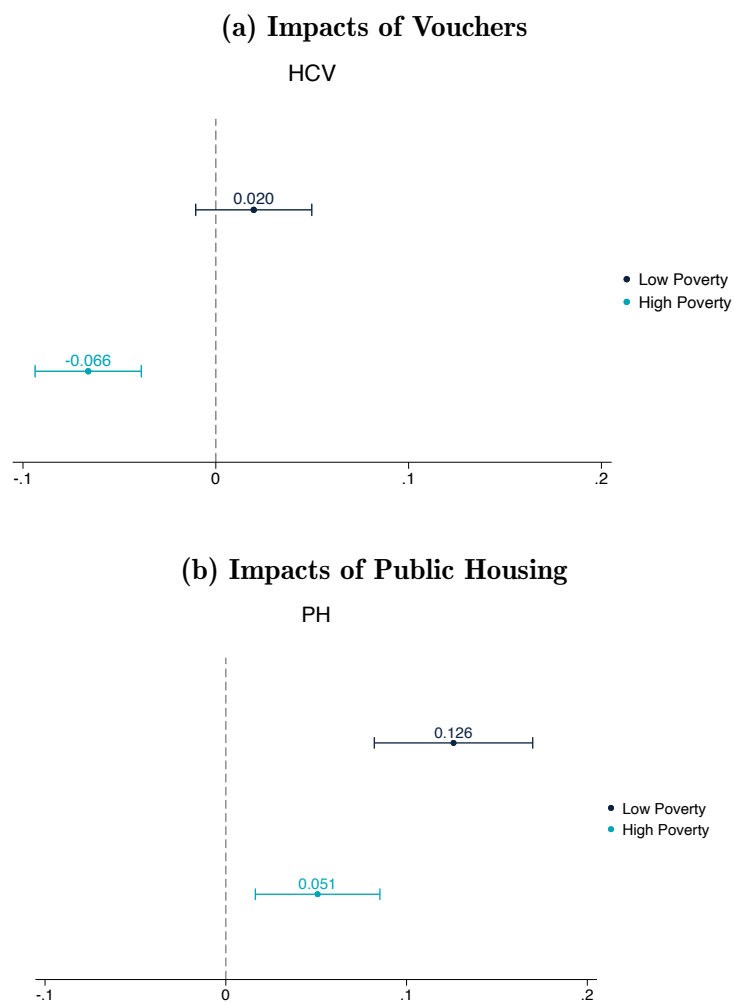 (a) Impacts of Vouchers
HCV
0.020
Low Poverty
High Poverty
-0.066
-.1 0 .1 .2
(b) Impacts of Public Housing
PH
0.126
Low Poverty
High Poverty
0.051
-.1 0 .1 .2